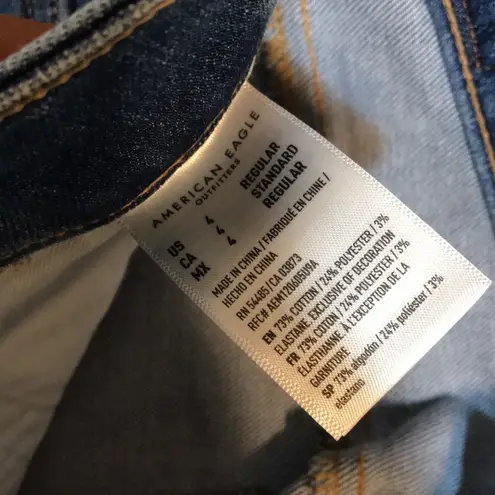 AMERICAN EAGLE
OUTFITTERS
US 4 REGULAR
CA 4 STANDARD
MX 4 REGULAR
MADE IN CHINA / FABRIQUÉ EN CHINE /
HECHO EN CHINA
RN 54485/CA 03873
RFC# AEM1204050J9A
EN 73% COTTON / 24% POLYESTER / 3%
ELASTANE. EXCLUSIVE OF DECORATION
FR 73% COTON / 24% POLYESTER / 3%
ÉLASTHANNE. À L'EXCEPTION DE LA
GARNITURE
SP 73% algodón / 24% poliéster / 3%
elastano